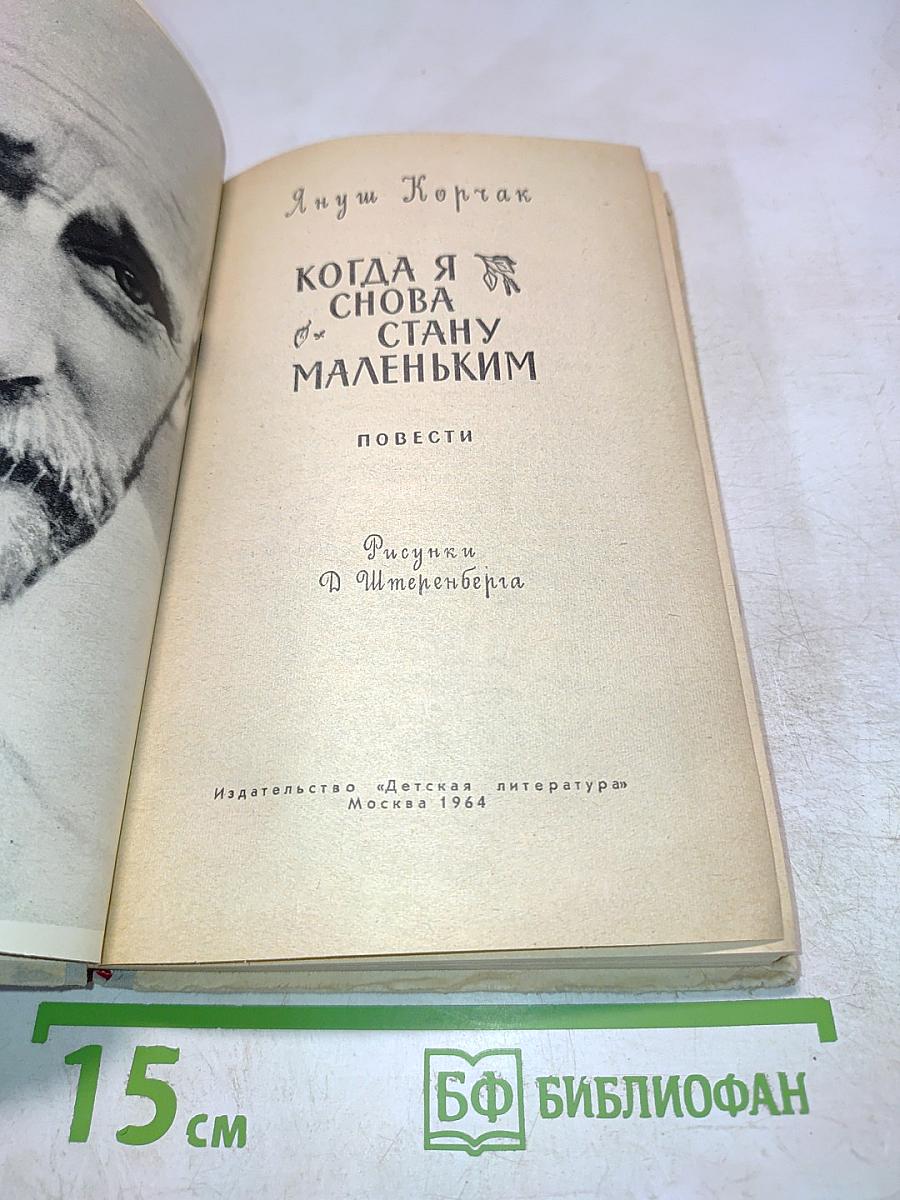 Януш Корчак
КОГДА Я
СНОВА
СТАНУ
МАЛЕНЬКИМ
ПОВЕСТИ
Рисунки
Д Штеренберга
Издательство «Детская литература»
Москва 1964
15 см
БФ БИБЛИОФАН